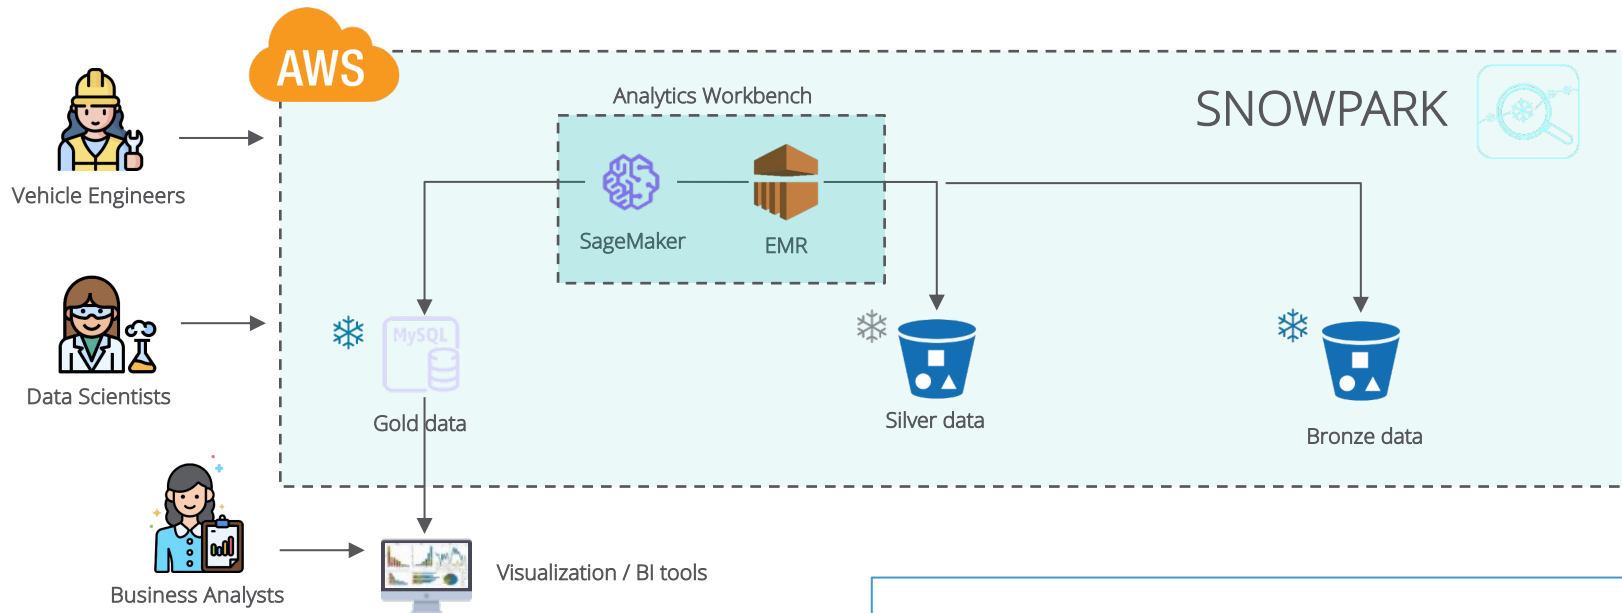 AWS
Analytics Workbench
SNOWPARK
Vehicle Engineers
SageMaker
EMR
MySQL
Data Scientists
Gold data
Silver data
Bronze data
Business Analysts
Visualization / BI tools